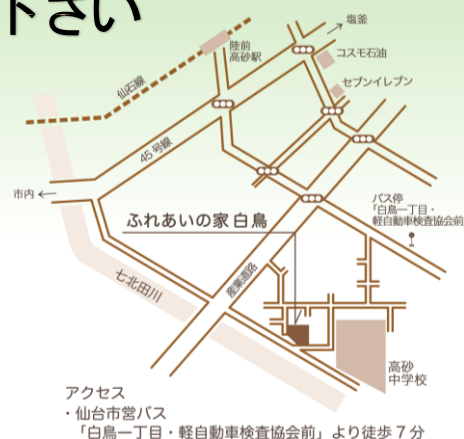 下さい
塩釜
陸前
高砂駅
コスモ石油
セブンイレブン
仙石線
45号線
市内
バス停
「白鳥一丁目・
軽自動車検査協会前」
ふれあいの家 白鳥
産業道路
七北田川
高砂
中学校
アクセス
・仙台市営バス
「白鳥一丁目・軽自動車検査協会前」より徒歩7分